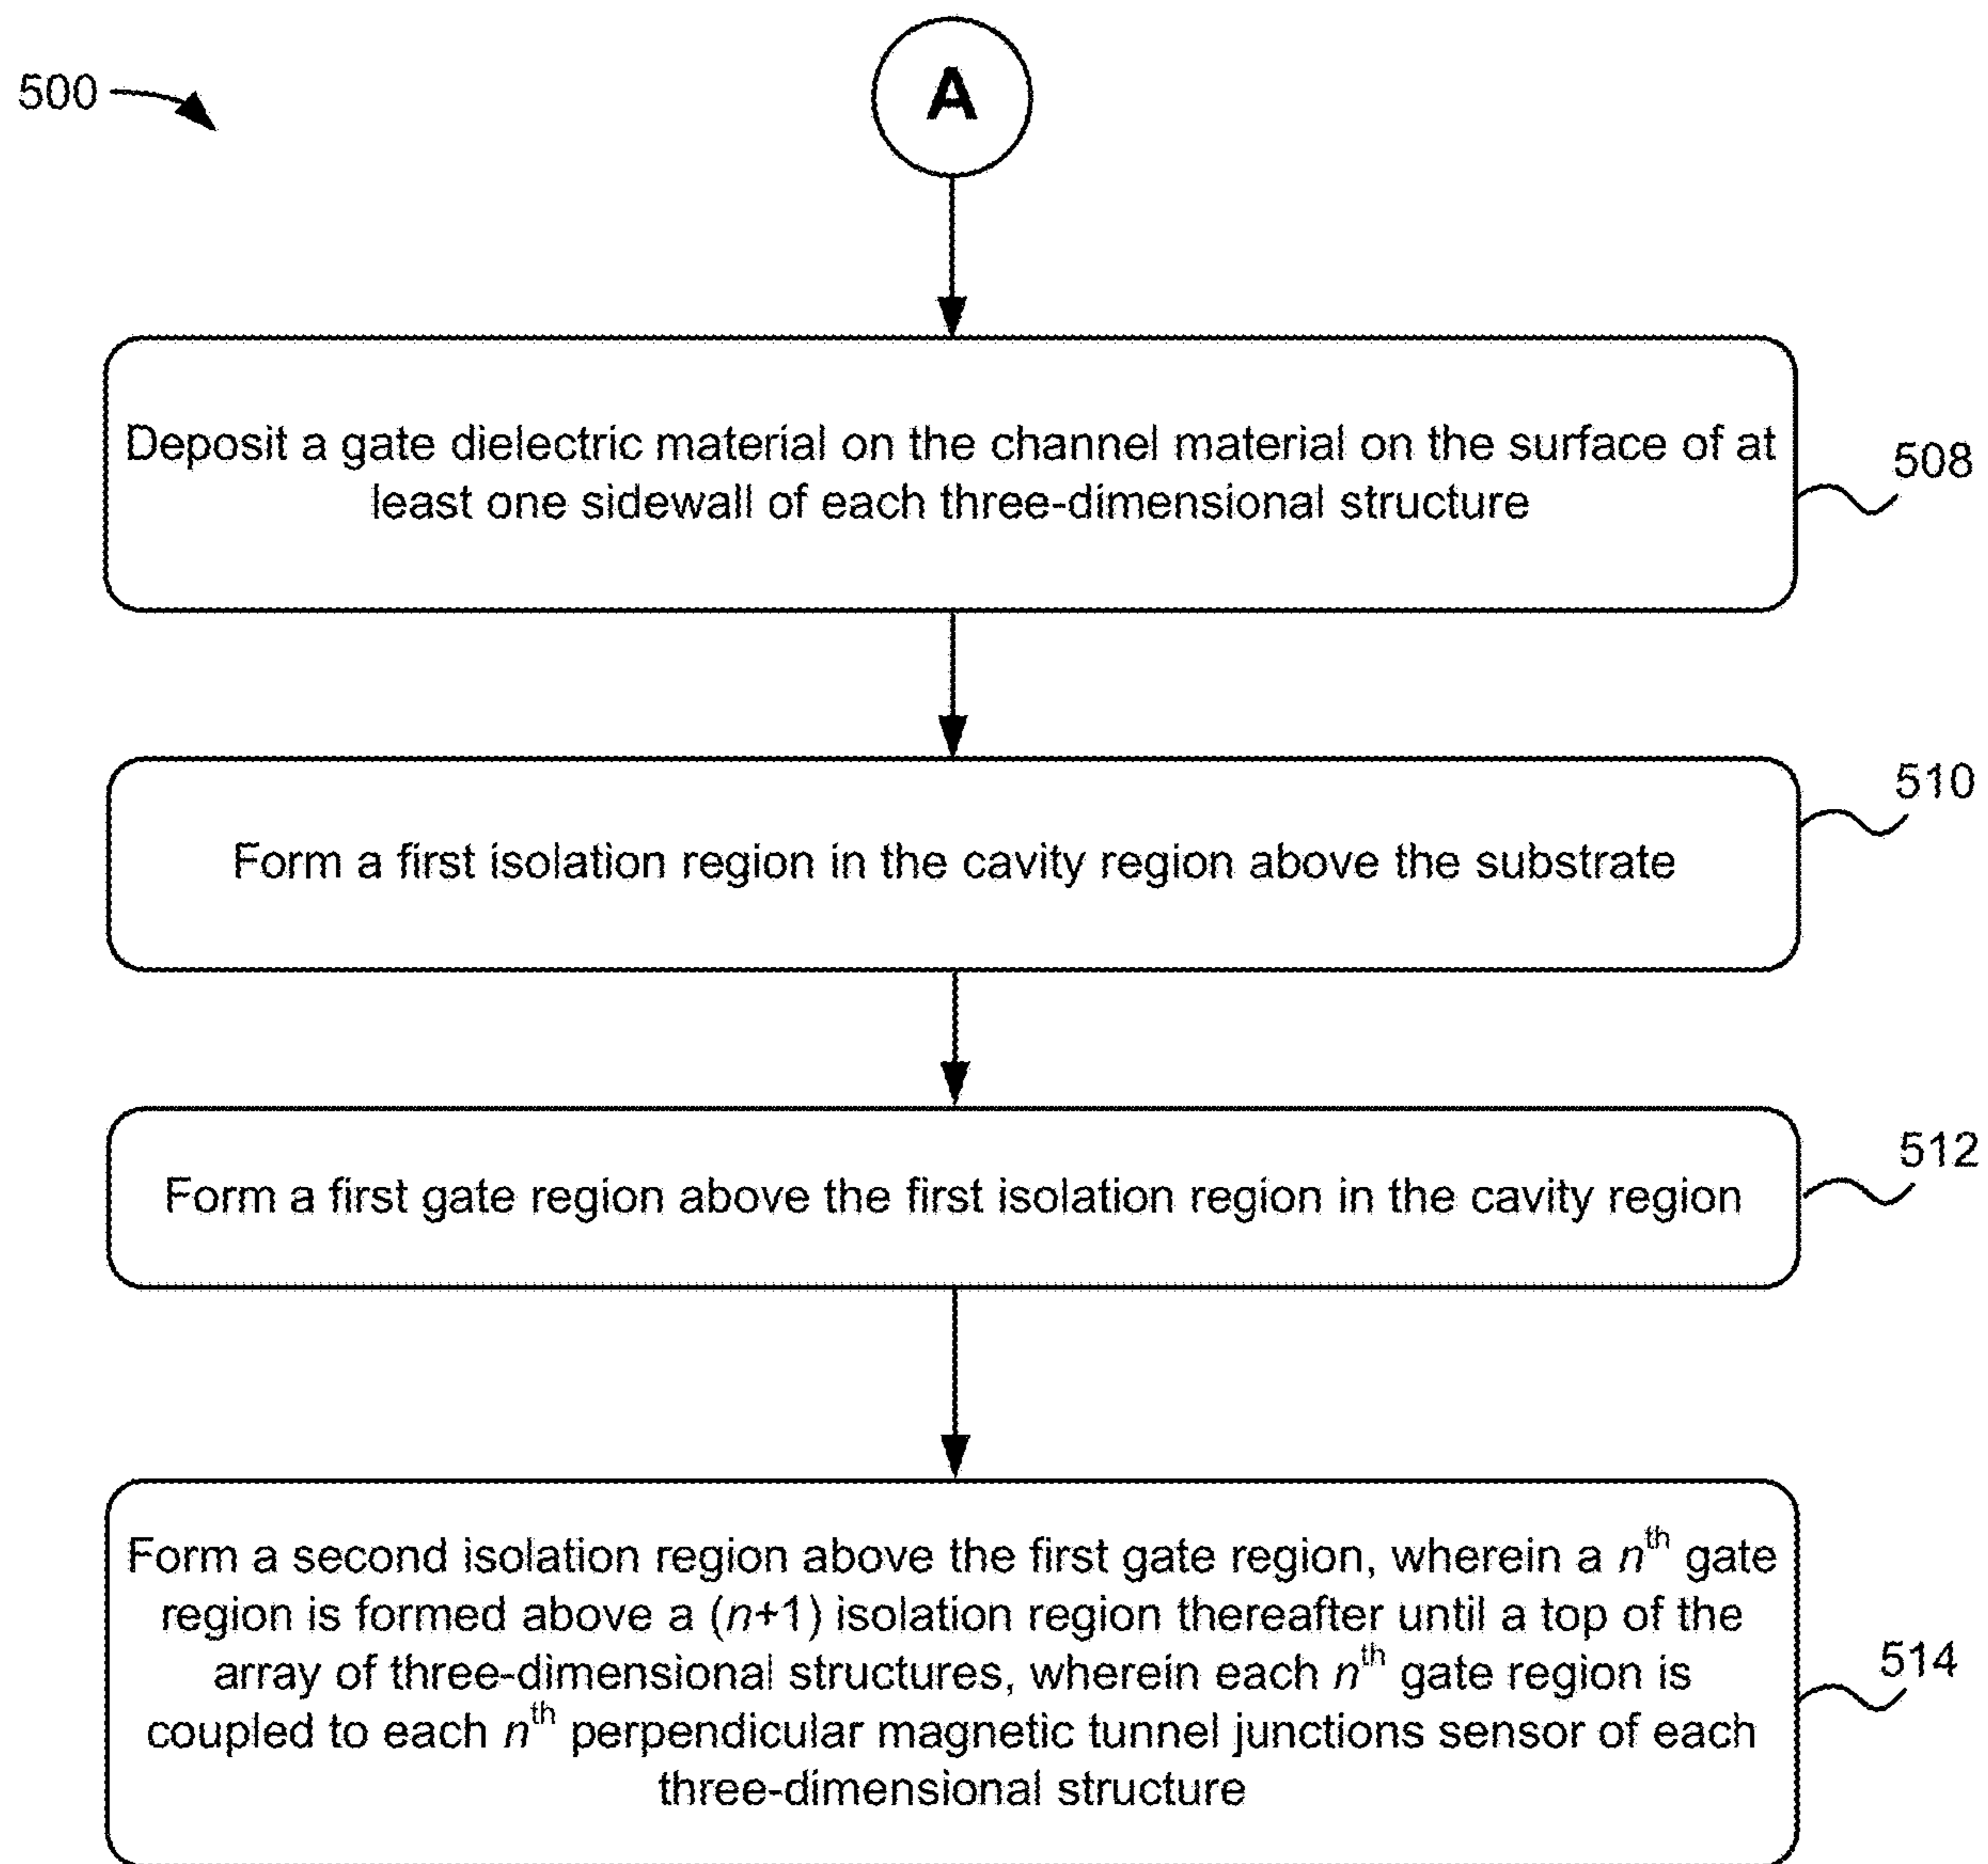 500
A
Deposit a gate dielectric material on the channel material on the surface of at
least one sidewall of each three-dimensional structure
508
Form a first isolation region in the cavity region above the substrate
510
Form a first gate region above the first isolation region in the cavity region
512
Form a second isolation region above the first gate region, wherein a nth gate
region is formed above a (n+1) isolation region thereafter until a top of the
array of three-dimensional structures, wherein each nth gate region is
coupled to each nth perpendicular magnetic tunnel junctions sensor of each
three-dimensional structure
514